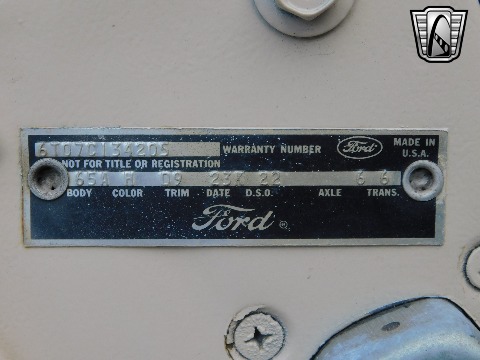 6T07C134205 WARRANTY NUMBER Ford MADE IN U.S.A.
NOT FOR TITLE OR REGISTRATION
65A H D9 23K 22 6 6
BODY COLOR TRIM DATE D.S.O. AXLE TRANS.
Ford ®